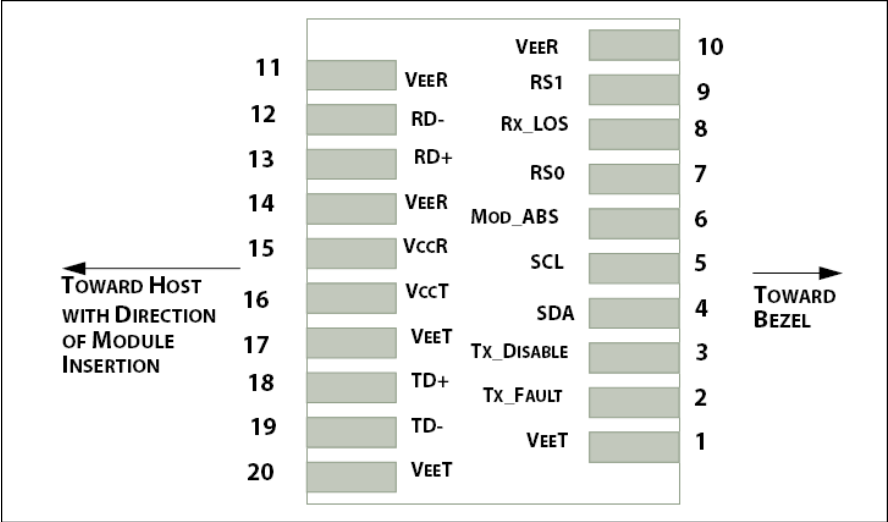 11 VEER
12 RD-
13 RD+
14 VEER
15 VCCR
16 VCCT
17 VEET
18 TD+
19 TD-
20 VEET
VEER 10
RS1 9
RX_LOS 8
RS0 7
MOD_ABS 6
SCL 5
SDA 4
TX_DISABLE 3
TX_FAULT 2
VEET 1
TOWARD HOST
WITH DIRECTION
OF MODULE
INSERTION
TOWARD
BEZEL